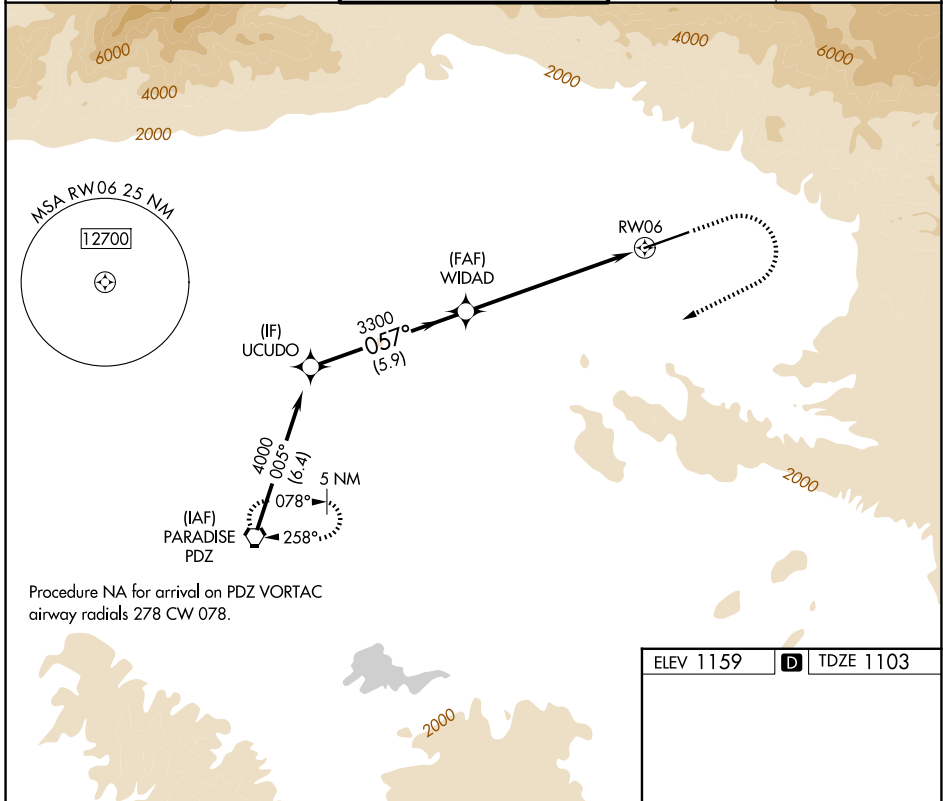 6000
4000
2000
4000
6000
2000
MSA RW06 25 NM
12700
RW06
(FAF)
WIDAD
(IF)
UCUDO
3300
057°
(5.9)
4000
005°
(6.4)
5 NM
078°
258°
(IAF)
PARADISE
PDZ
2000
Procedure NA for arrival on PDZ VORTAC
airway radials 278 CW 078.
2000
ELEV 1159 D TDZE 1103